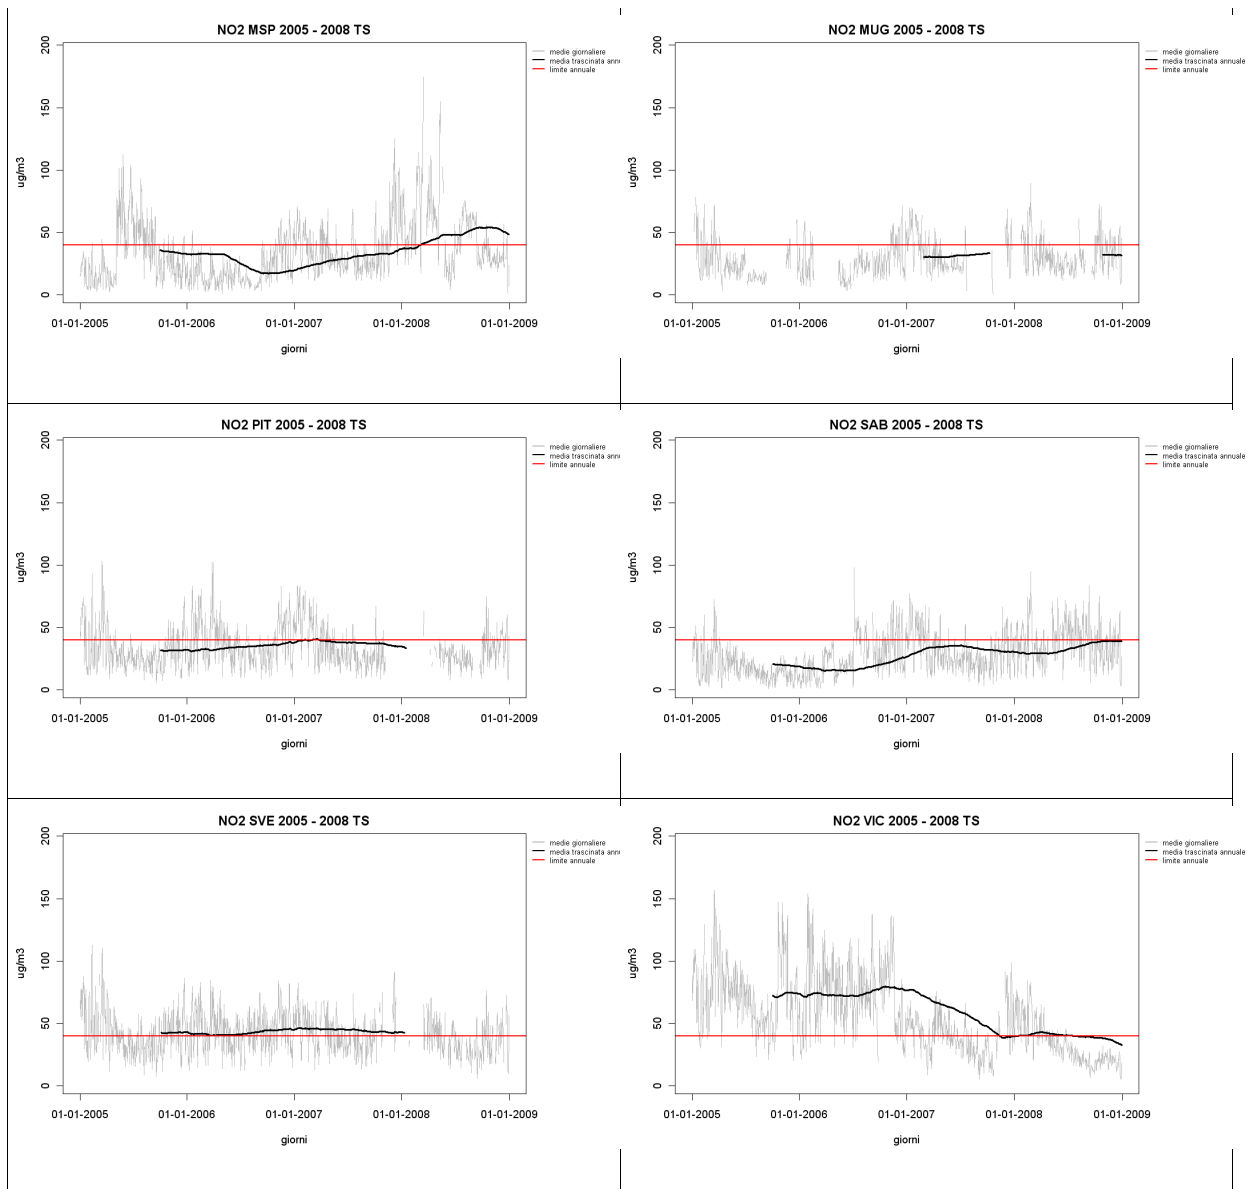 NO2 MSP 2005 - 2008 TS
200
150
100
50
0
ug/m3
01-01-2005 01-01-2006 01-01-2007 01-01-2008 01-01-2009
giorni
medie giornaliere
media trascinata annu
limite annuale
NO2 MUG 2005 - 2008 TS
200
150
100
50
0
ug/m3
01-01-2005 01-01-2006 01-01-2007 01-01-2008 01-01-2009
giorni
medie giornaliere
media trascinata annuale
limite annuale
NO2 PIT 2005 - 2008 TS
200
150
100
50
0
ug/m3
01-01-2005 01-01-2006 01-01-2007 01-01-2008 01-01-2009
giorni
medie giornaliere
media trascinata annu
limite annuale
NO2 SAB 2005 - 2008 TS
200
150
100
50
0
ug/m3
01-01-2005 01-01-2006 01-01-2007 01-01-2008 01-01-2009
giorni
medie giornaliere
media trascinata annuale
limite annuale
NO2 SVE 2005 - 2008 TS
200
150
100
50
0
ug/m3
01-01-2005 01-01-2006 01-01-2007 01-01-2008 01-01-2009
giorni
medie giornaliere
media trascinata annu
limite annuale
NO2 VIC 2005 - 2008 TS
200
150
100
50
0
ug/m3
01-01-2005 01-01-2006 01-01-2007 01-01-2008 01-01-2009
giorni
medie giornaliere
media trascinata annuale
limite annuale